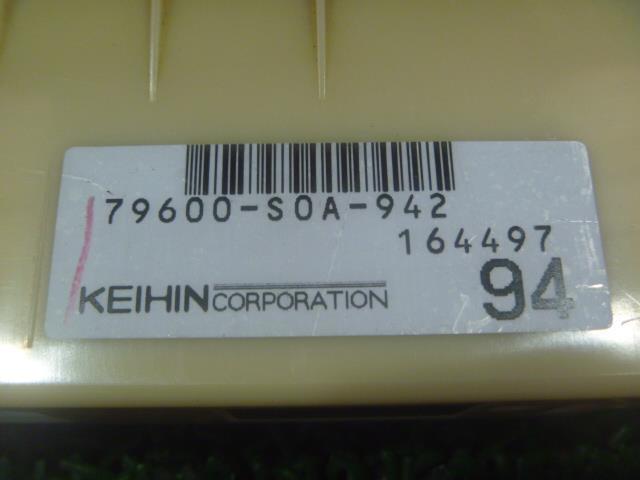 79600-S0A-942
164497
94
KEIHIN CORPORATION